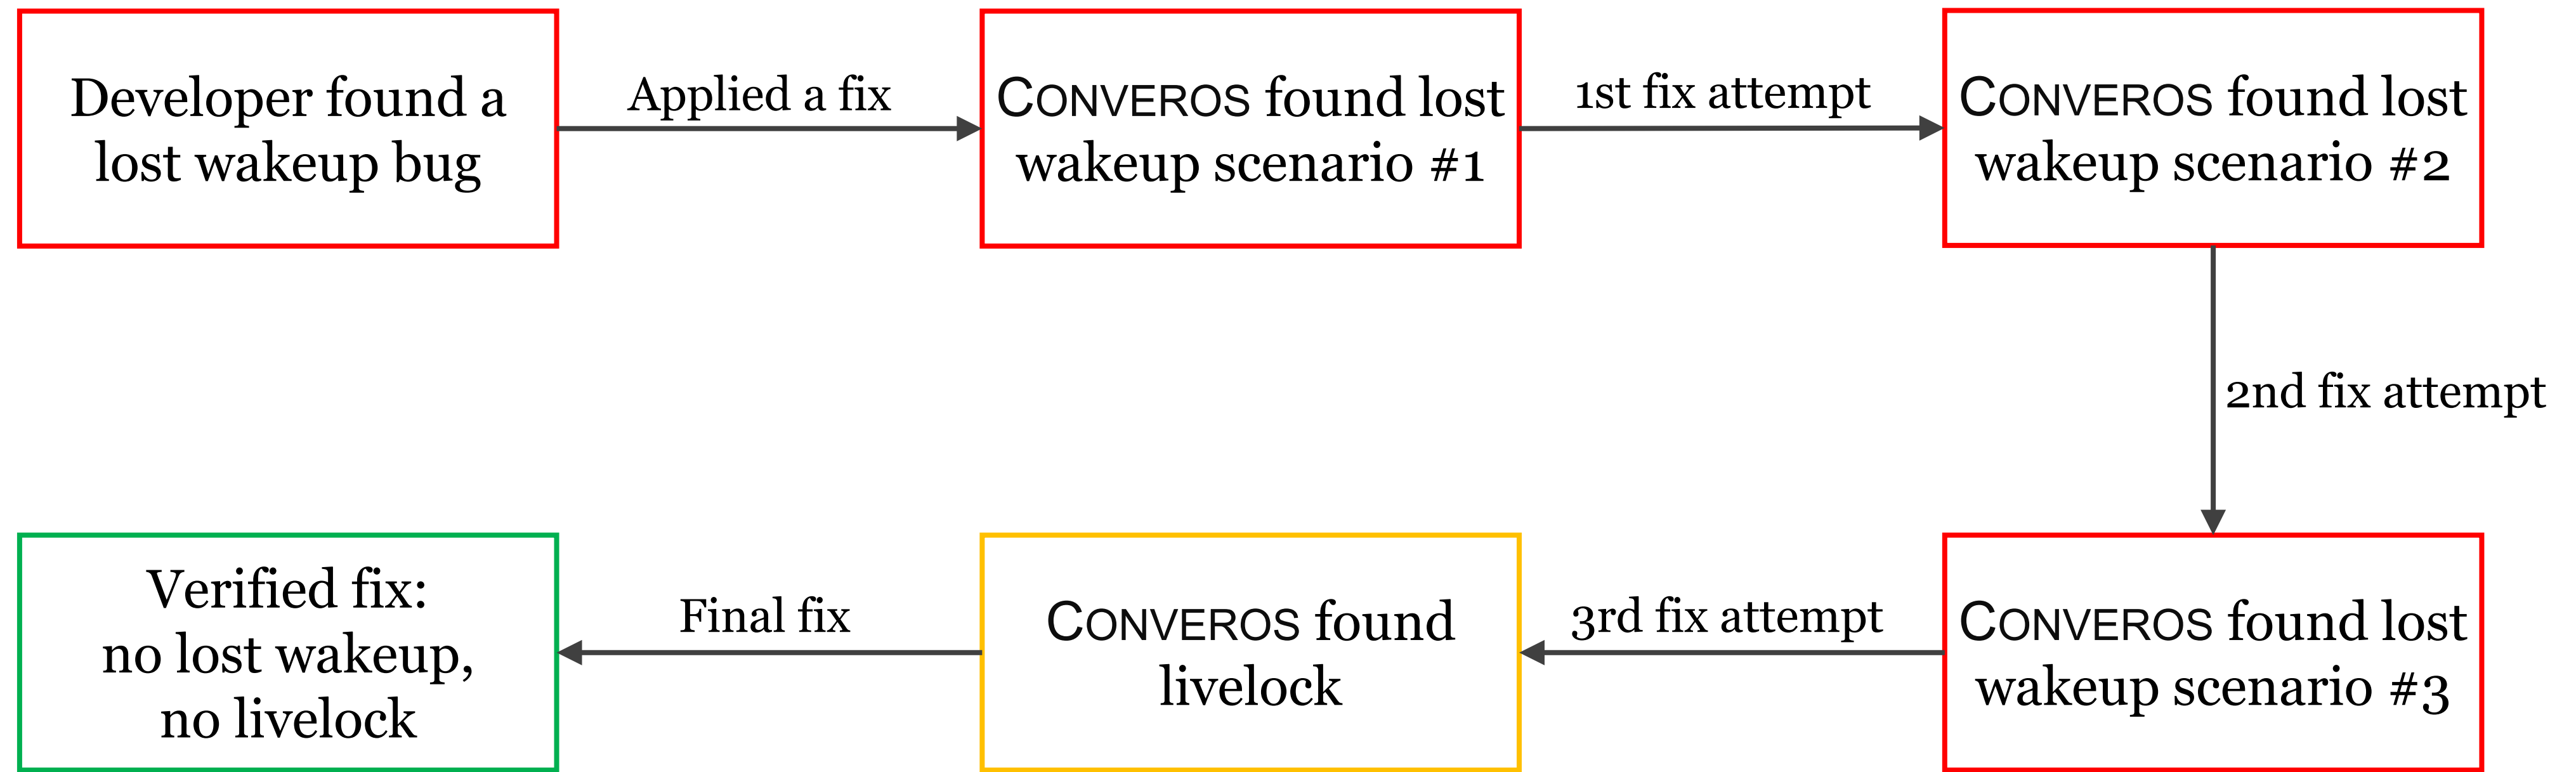 Developer found a
lost wakeup bug
Applied a fix
CONVEROS found lost
wakeup scenario #1
1st fix attempt
CONVEROS found lost
wakeup scenario #2
2nd fix attempt
CONVEROS found lost
wakeup scenario #3
3rd fix attempt
CONVEROS found
livelock
Final fix
Verified fix:
no lost wakeup,
no livelock